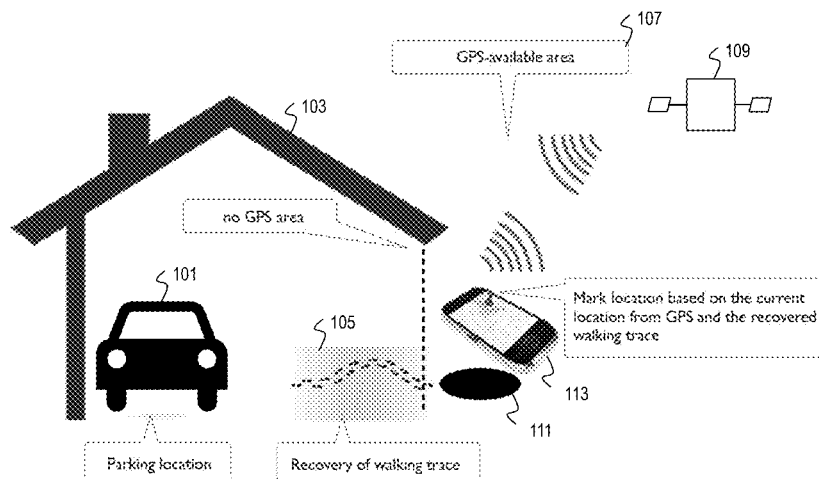 107
GPS-available area
109
103
no GPS area
101
Mark location based on the current
location from GPS and the recovered
walking trace
105
113
111
Parking location
Recovery of walking trace